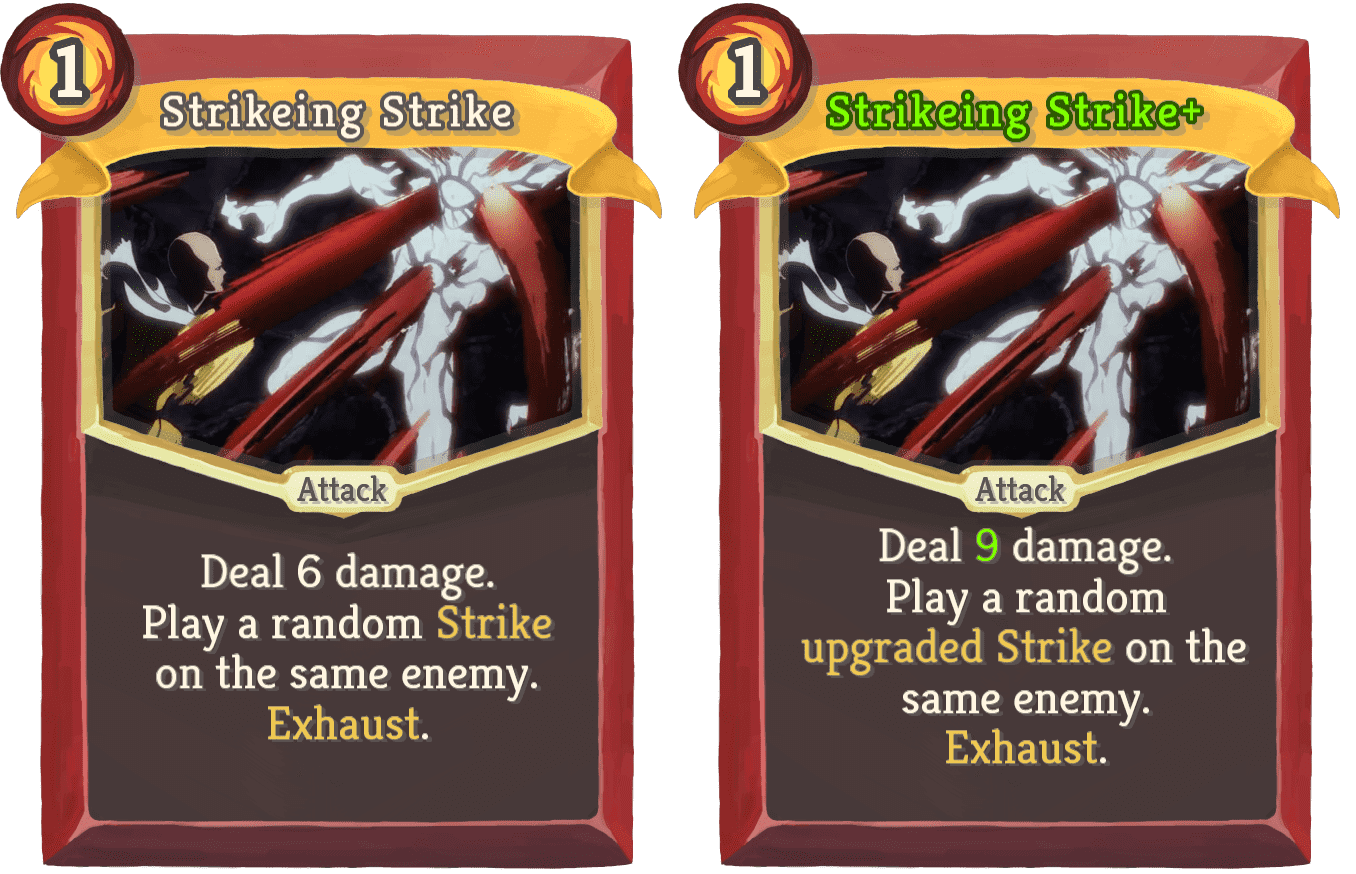 1
Strikeing Strike
Attack
Deal 6 damage.
Play a random Strike
on the same enemy.
Exhaust.
1
Strikeing Strike+
Attack
Deal 9 damage.
Play a random
upgraded Strike on the
same enemy.
Exhaust.